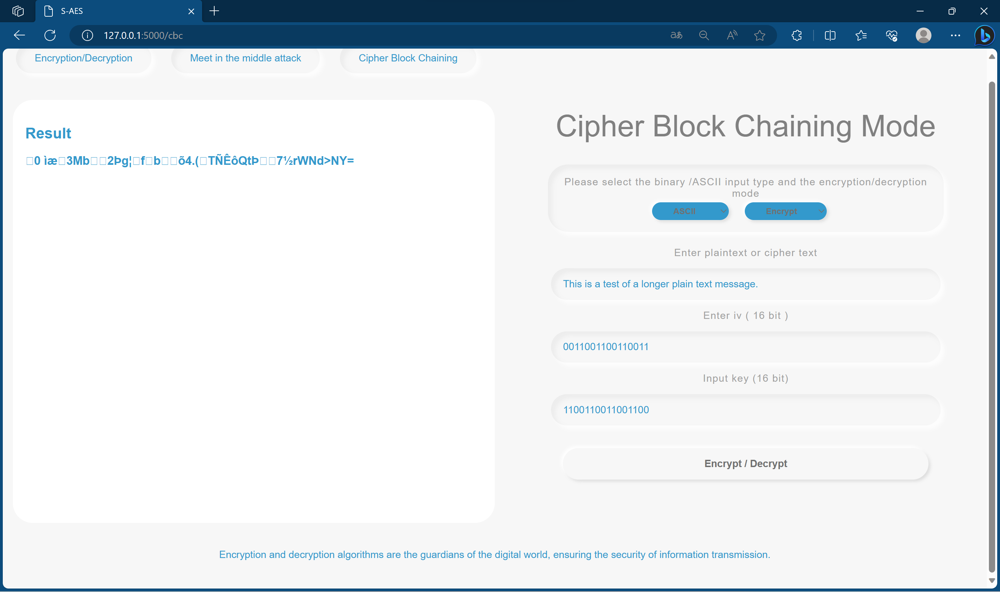 S-AES
127.0.0.1:5000/cbc
Encryption/Decryption
Meet in the middle attack
Cipher Block Chaining
Result
□0 ìæ□3Mb□□2Þg¦□f□b□□õ4.(□TÑÊôQtÞ□□7½rWNd>NY=
Cipher Block Chaining Mode
Please select the binary /ASCII input type and the encryption/decryption
mode
ASCII
Encrypt
Enter plaintext or cipher text
This is a test of a longer plain text message.
Enter iv ( 16 bit )
0011001100110011
Input key (16 bit)
1100110011001100
Encrypt / Decrypt
Encryption and decryption algorithms are the guardians of the digital world, ensuring the security of information transmission.